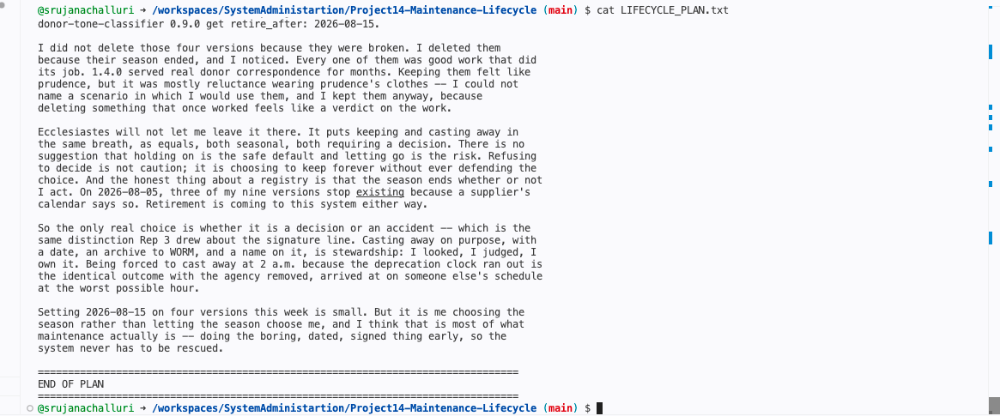 @srujanachalluri → /workspaces/SystemAdministartion/Project14-Maintenance-Lifecycle (main) $ cat LIFECYCLE_PLAN.txt
donor-tone-classifier 0.9.0 get retire_after: 2026-08-15.
I did not delete those four versions because they were broken. I deleted them
because their season ended, and I noticed. Every one of them was good work that did
its job. 1.4.0 served real donor correspondence for months. Keeping them felt like
prudence, but it was mostly reluctance wearing prudence's clothes -- I could not
name a scenario in which I would use them, and I kept them anyway, because
deleting something that once worked feels like a verdict on the work.
Ecclesiastes will not let me leave it there. It puts keeping and casting away in
the same breath, as equals, both seasonal, both requiring a decision. There is no
suggestion that holding on is the safe default and letting go is the risk. Refusing
to decide is not caution; it is choosing to keep forever without ever defending the
choice. And the honest thing about a registry is that the season ends whether or not
I act. On 2026-08-05, three of my nine versions stop existing because a supplier's
calendar says so. Retirement is coming to this system either way.
So the only real choice is whether it is a decision or an accident -- which is the
same distinction Rep 3 drew about the signature line. Casting away on purpose, with
a date, an archive to WORM, and a name on it, is stewardship: I looked, I judged, I
own it. Being forced to cast away at 2 a.m. because the deprecation clock ran out is
the identical outcome with the agency removed, arrived at on someone else's schedule
at the worst possible hour.
Setting 2026-08-15 on four versions this week is small. But it is me choosing the
season rather than letting the season choose me, and I think that is most of what
maintenance actually is -- doing the boring, dated, signed thing early, so the
system never has to be rescued.
================================================================================
END OF PLAN
================================================================================
@srujanachalluri → /workspaces/SystemAdministartion/Project14-Maintenance-Lifecycle (main) $